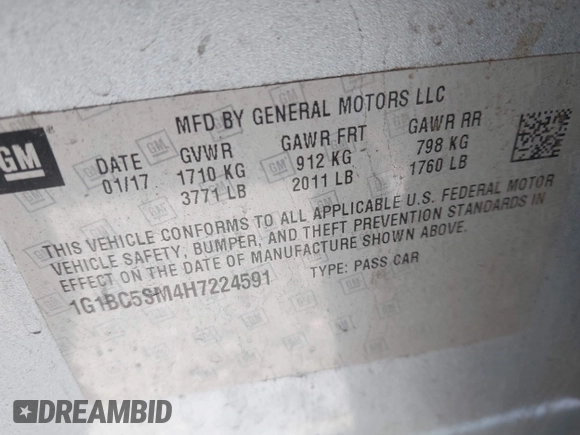 GM
MFD BY GENERAL MOTORS LLC
DATE GVWR GAWR FRT GAWR RR
01/17 1710 KG 912 KG 798 KG
3771 LB 2011 LB 1760 LB
THIS VEHICLE CONFORMS TO ALL APPLICABLE U.S. FEDERAL MOTOR
VEHICLE SAFETY, BUMPER, AND THEFT PREVENTION STANDARDS IN
EFFECT ON THE DATE OF MANUFACTURE SHOWN ABOVE.
1G1BC5SM4H7224591 TYPE: PASS CAR
DREAMBID